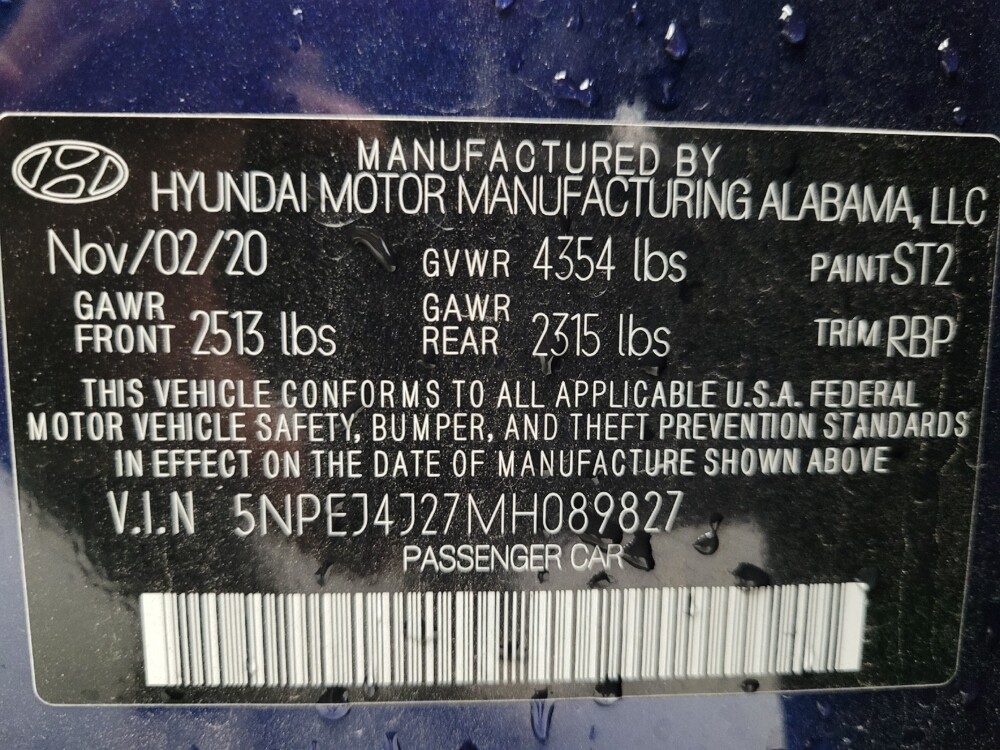 MANUFACTURED BY
HYUNDAI MOTOR MANUFACTURING ALABAMA, LLC
Nov/02/20 GVWR 4354 lbs PAINT ST2
GAWR FRONT 2513 lbs GAWR REAR 2315 lbs TRIM RBP
THIS VEHICLE CONFORMS TO ALL APPLICABLE U.S.A. FEDERAL
MOTOR VEHICLE SAFETY, BUMPER, AND THEFT PREVENTION STANDARDS
IN EFFECT ON THE DATE OF MANUFACTURE SHOWN ABOVE
V.I.N 5NPEJ4J27MH089827
PASSENGER CAR